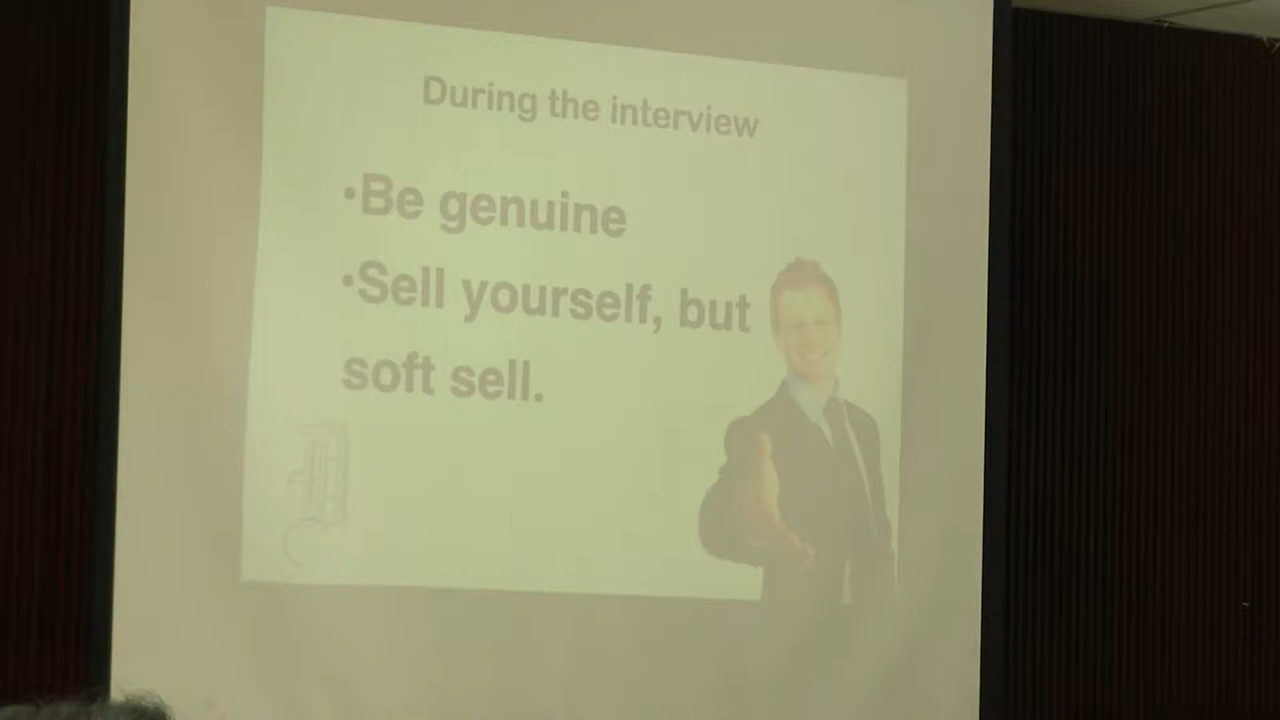 During the interview
•Be genuine
•Sell yourself, but
soft sell.